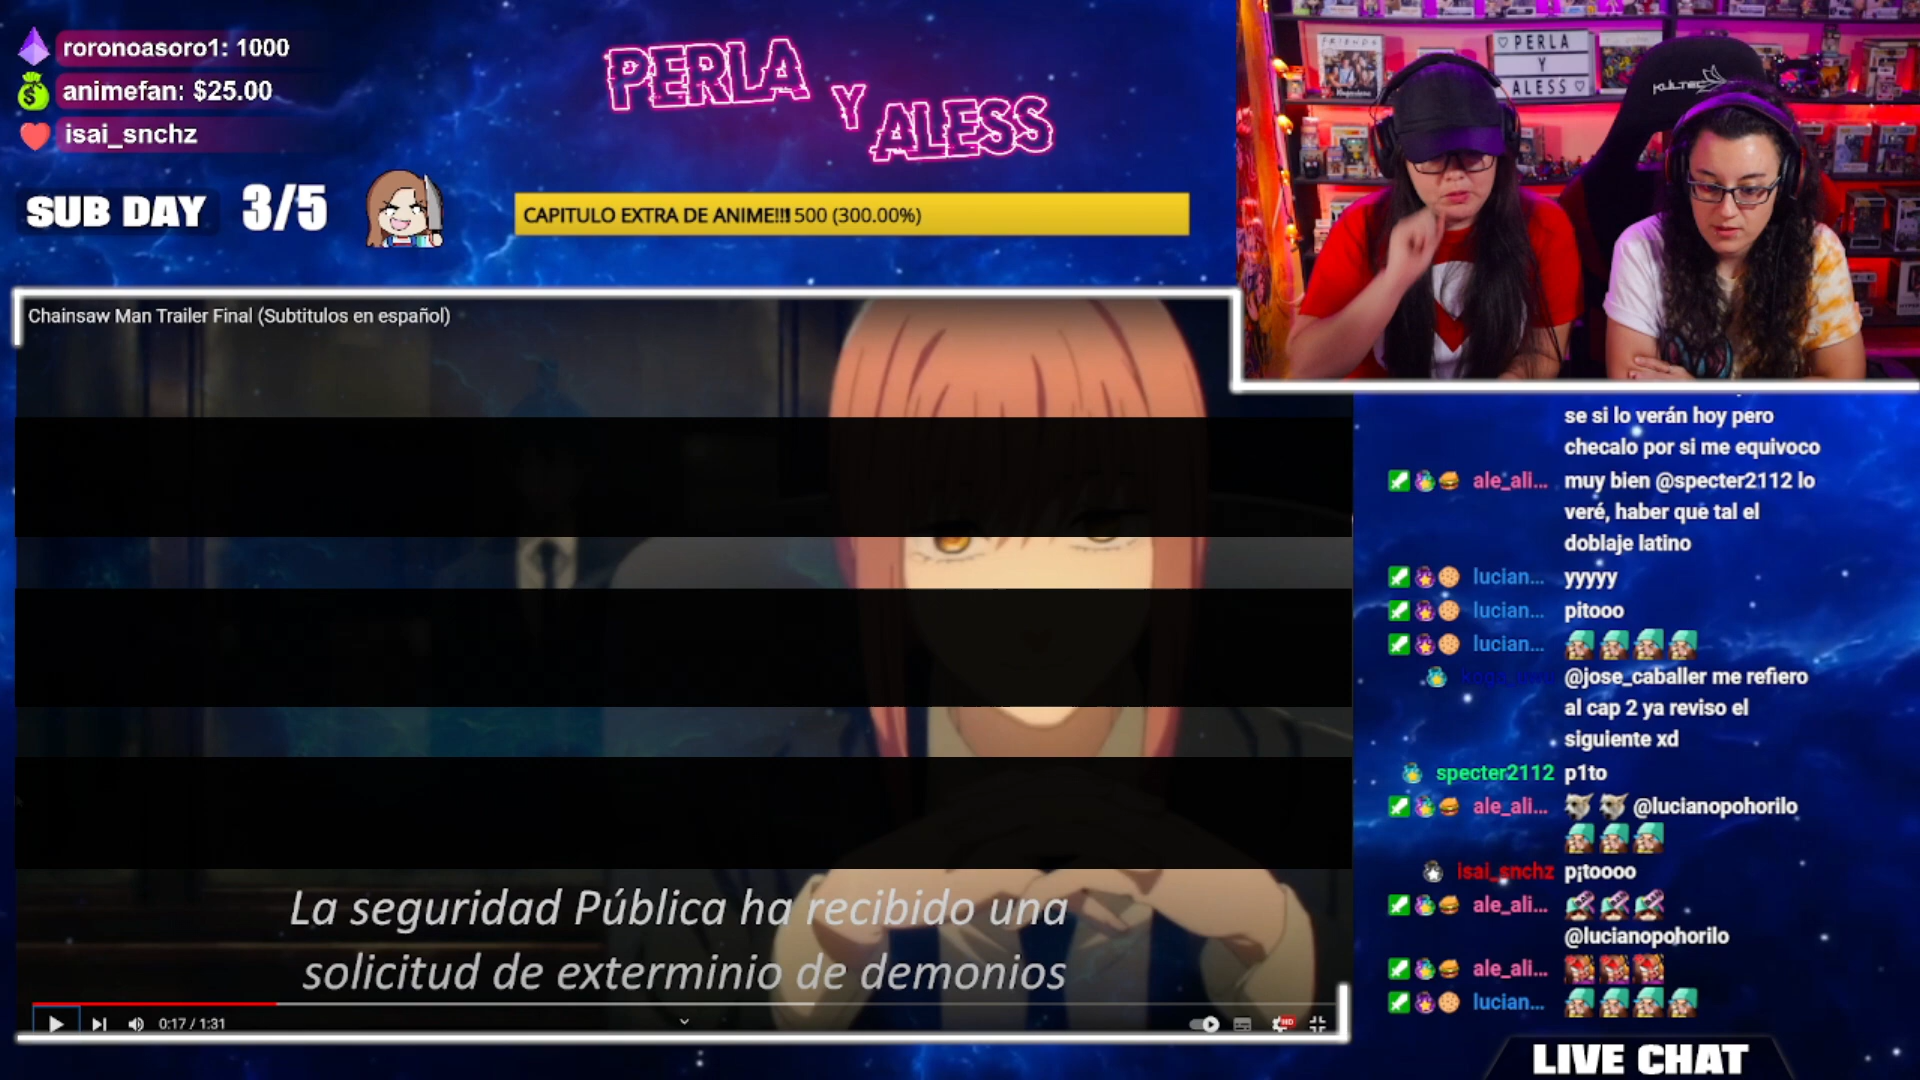 roronoasoro1: 1000
animefan: $25.00
isai_snchz
SUB DAY 3/5
PERLA
Y
ALESS
CAPITULO EXTRA DE ANIME!!! 500 (300.00%)
FRIENDS
♡ PERLA
Y
ALESS ♡
KULTEC
Chainsaw Man Trailer Final (Subtitulos en español)
La seguridad Pública ha recibido una
solicitud de exterminio de demonios
0:17 / 1:31
HD
se si lo verán hoy pero
checalo por si me equivoco
ale_ali... muy bien @specter2112 lo
veré, haber que tal el
doblaje latino
lucian... yyyyy
lucian... pitooo
lucian...
@jose_caballer me refiero
al cap 2 ya reviso el
siguiente xd
specter2112 p1to
ale_ali... @lucianopohorilo
isai_snchz p¡toooo
ale_ali...
@lucianopohorilo
ale_ali...
lucian...
LIVE CHAT